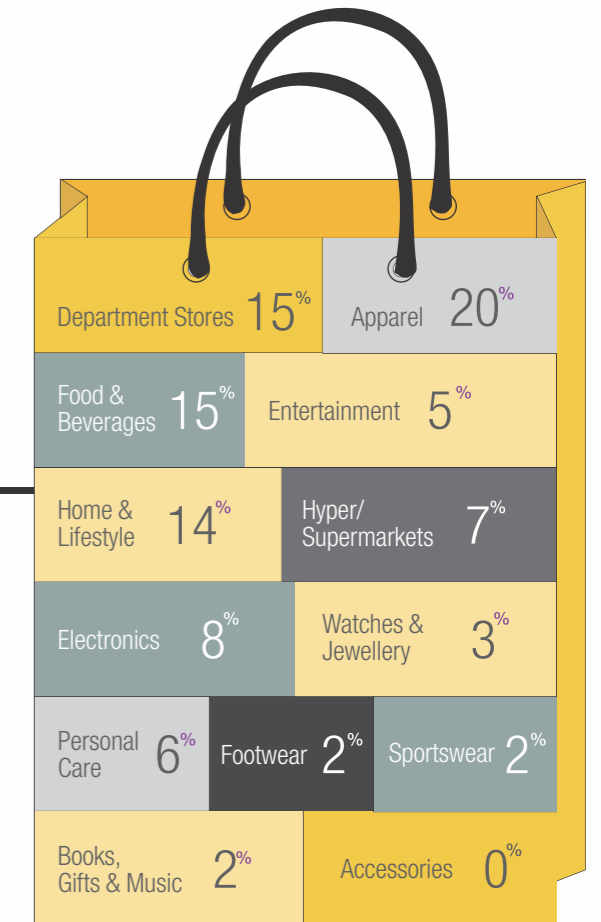 Department Stores 15%
Apparel 20%
Food &
Beverages 15%
Entertainment 5%
Home &
Lifestyle 14%
Hyper/
Supermarkets 7%
Electronics 8%
Watches &
Jewellery 3%
Personal
Care 6%
Footwear 2%
Sportswear 2%
Books,
Gifts & Music 2%
Accessories 0%